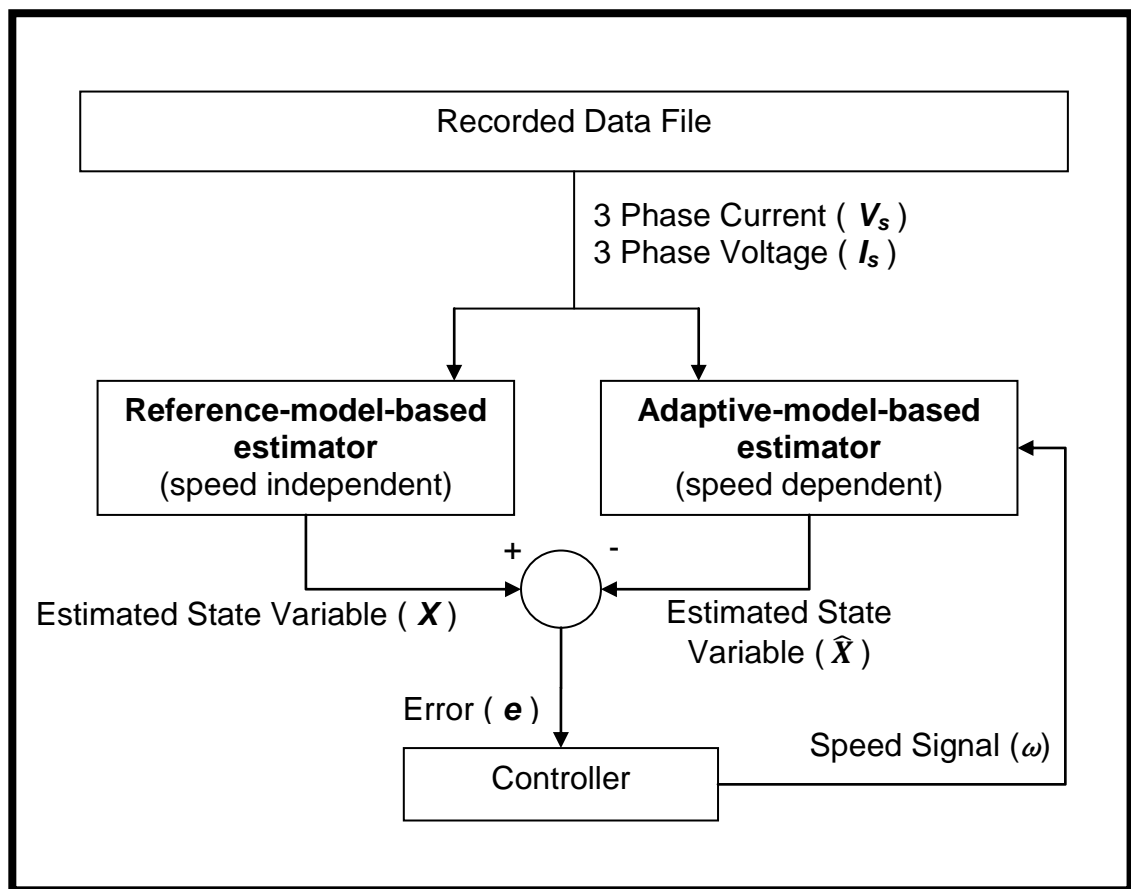 Recorded Data File
3 Phase Current ( Vs )
3 Phase Voltage ( Is )
Reference-model-based
estimator
(speed independent)
Adaptive-model-based
estimator
(speed dependent)
+
-
Estimated State Variable ( X )
Estimated State
Variable ( X̂ )
Error ( e )
Speed Signal (ω)
Controller